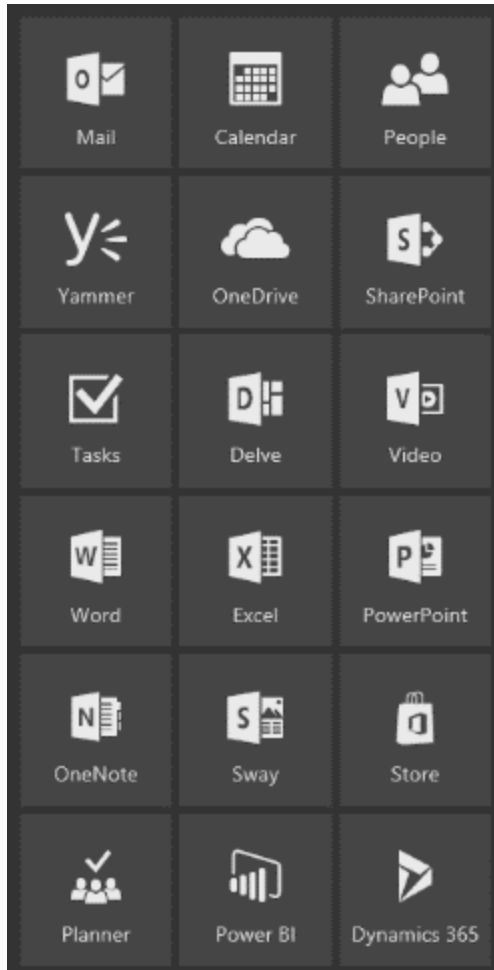 Mail Calendar People
Yammer OneDrive SharePoint
Tasks Delve Video
Word Excel PowerPoint
OneNote Sway Store
Planner Power BI Dynamics 365